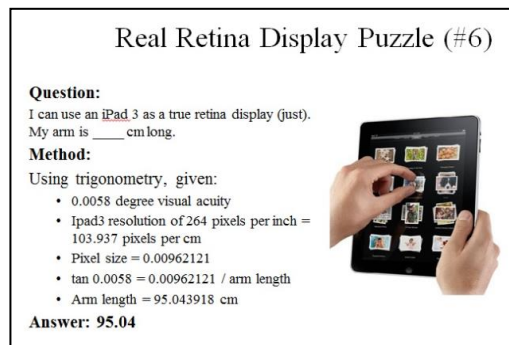 Real Retina Display Puzzle (#6)
Question:
I can use an iPad 3 as a true retina display (just).
My arm is _____ cm long.
Method:
Using trigonometry, given:
• 0.0058 degree visual acuity
• Ipad3 resolution of 264 pixels per inch =
103.937 pixels per cm
• Pixel size = 0.00962121
• tan 0.0058 = 0.00962121 / arm length
• Arm length = 95.043918 cm
Answer: 95.04